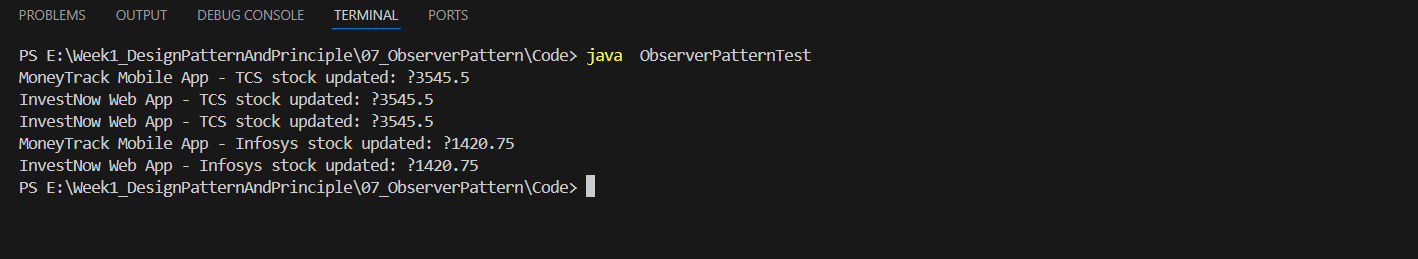 PROBLEMS OUTPUT DEBUG CONSOLE TERMINAL PORTS
PS E:\Week1_DesignPatternAndPrinciple\07_ObserverPattern\Code> java  ObserverPatternTest
MoneyTrack Mobile App - TCS stock updated: ?3545.5
InvestNow Web App - TCS stock updated: ?3545.5
InvestNow Web App - TCS stock updated: ?3545.5
MoneyTrack Mobile App - Infosys stock updated: ?1420.75
InvestNow Web App - Infosys stock updated: ?1420.75
PS E:\Week1_DesignPatternAndPrinciple\07_ObserverPattern\Code>